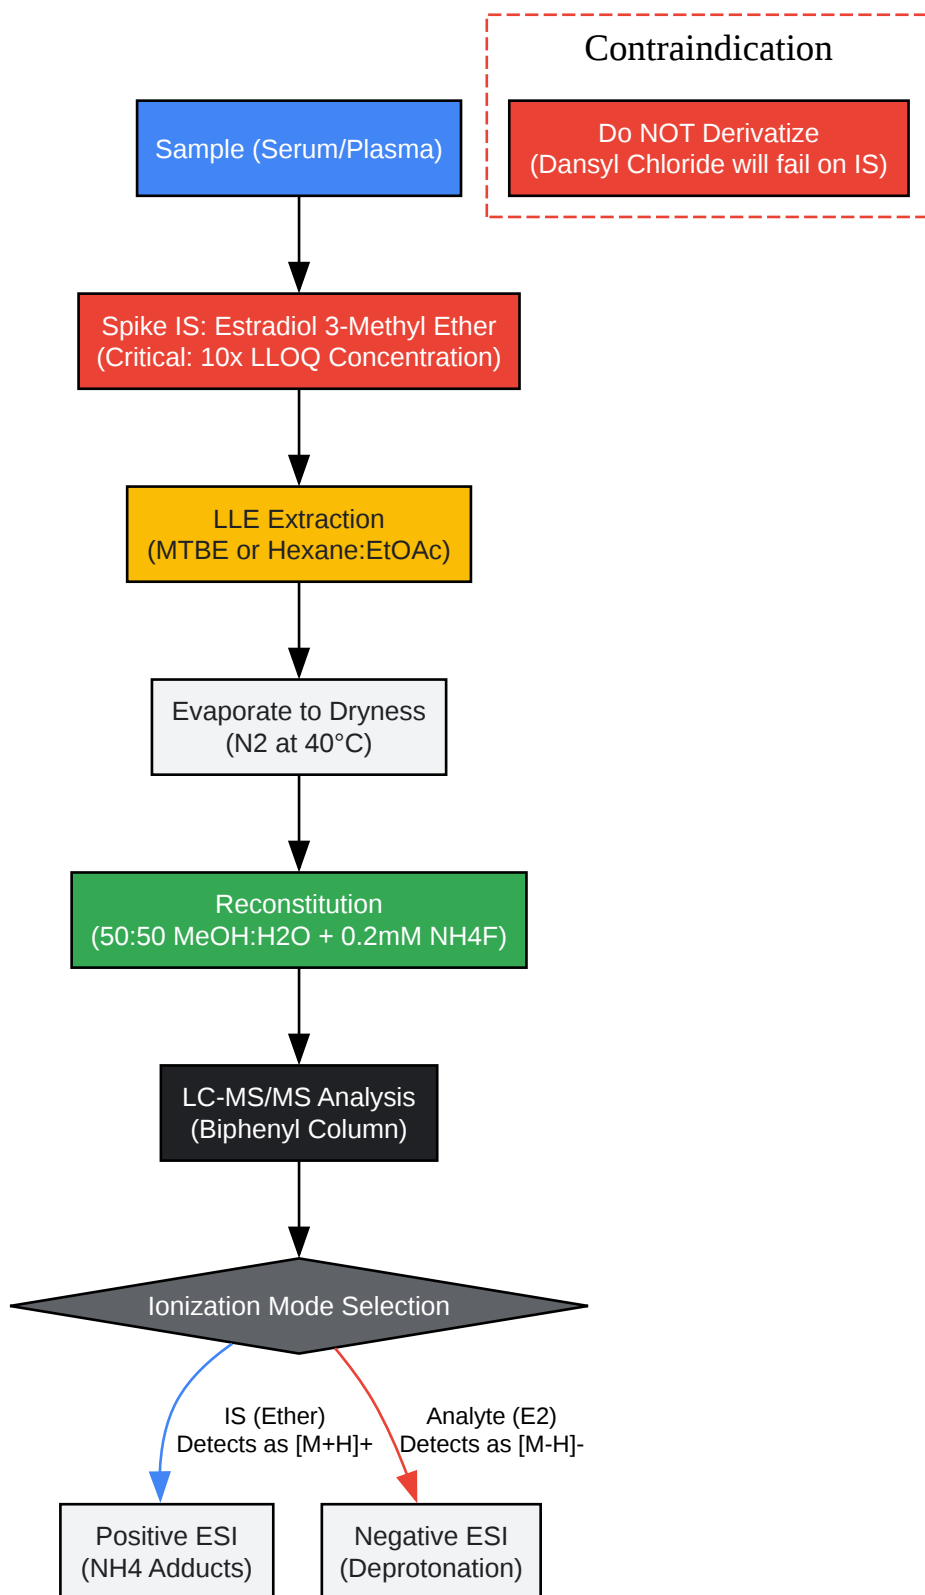 Contraindication
Do NOT Derivatize
(Dansyl Chloride will fail on IS)
Sample (Serum/Plasma)
Spike IS: Estradiol 3-Methyl Ether
(Critical: 10x LLOQ Concentration)
LLE Extraction
(MTBE or Hexane:EtOAc)
Evaporate to Dryness
(N2 at 40°C)
Reconstitution
(50:50 MeOH:H2O + 0.2mM NH4F)
LC-MS/MS Analysis
(Biphenyl Column)
Ionization Mode Selection
IS (Ether)
Detects as [M+H]+
Analyte (E2)
Detects as [M-H]-
Positive ESI
(NH4 Adducts)
Negative ESI
(Deprotonation)